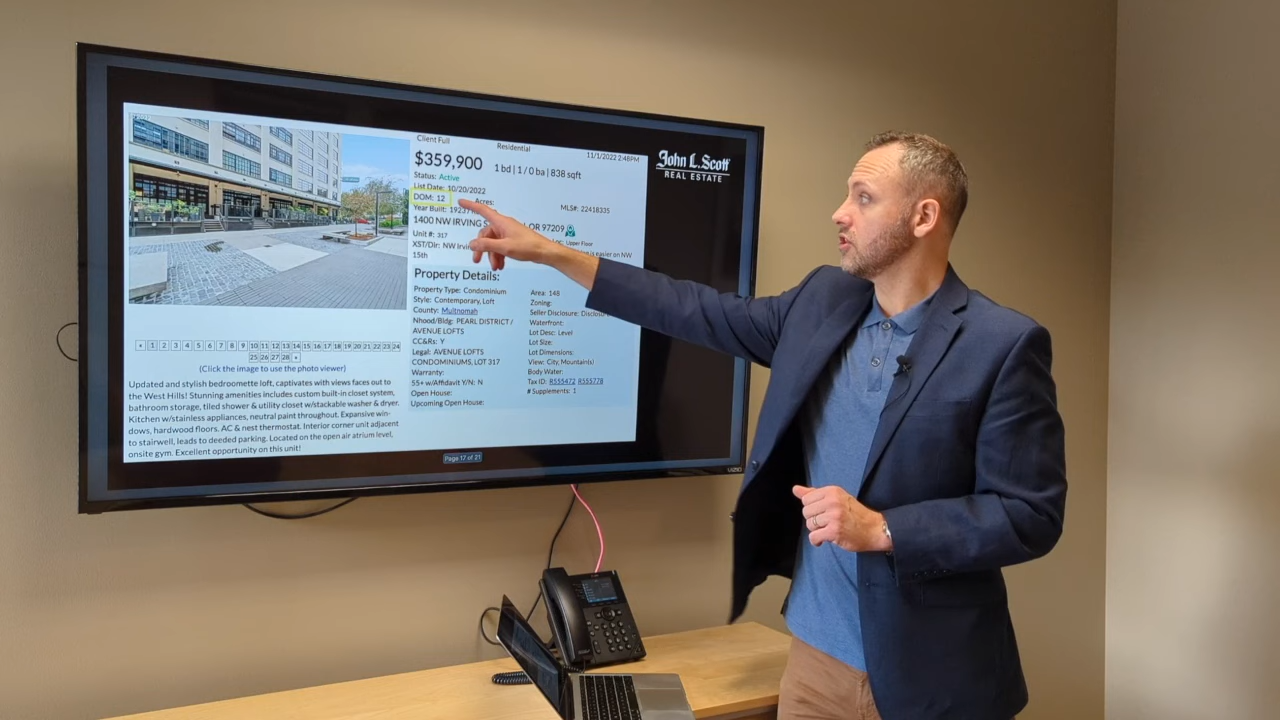 Client Full
Residential
11/1/2022 2:48PM
$359,900
1 bd | 1 / 0 ba | 838 sqft
Status: Active
List Date: 10/20/2022
DOM: 12
Acres:
Year Built: 1923/
MLS#: 22418335
1400 NW IRVING
OR 97209
Unit #: 317
Upper Floor
XST/Dir: NW
is easier on NW
15th
Property Details:
Property Type: Condominium
Style: Contemporary, Loft
County: Multnomah
Nhood/Bldg: PEARL DISTRICT /
AVENUE LOFTS
CC&Rs: Y
Legal: AVENUE LOFTS
CONDOMINIUMS, LOT 317
Warranty:
55+ w/Affidavit Y/N: N
Open House:
Upcoming Open House:
Area: 148
Zoning:
Seller Disclosure:
Waterfront:
Lot Desc: Level
Lot Size:
Lot Dimensions:
View: City, Mountain(s)
Body Water:
Tax ID: R555472 R555778
# Supplements: 1
« 1 2 3 4 5 6 7 8 9 10 11 12 13 14 15 16 17 18 19 20 21 22 23 24
25 26 27 28 »
(Click the image to use the photo viewer)
Updated and stylish bedroomette loft, captivates with views faces out to
the West Hills! Stunning amenities includes custom built-in closet system,
bathroom storage, tiled shower & utility closet w/stackable washer & dryer.
Kitchen w/stainless appliances, neutral paint throughout. Expansive win-
dows, hardwood floors. AC & nest thermostat. Interior corner unit adjacent
to stairwell, leads to deeded parking. Located on the open air atrium level,
onsite gym. Excellent opportunity on this unit!
Page 17 of 21
John L. Scott
REAL ESTATE
VIZIO